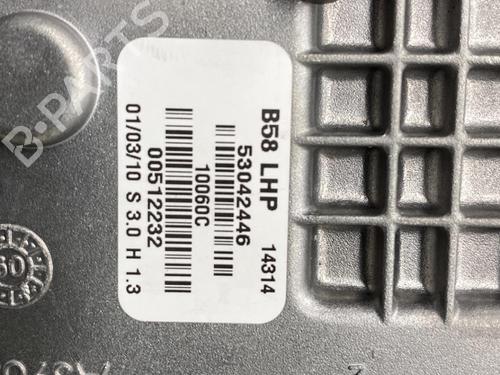 B58 LHP 14314
53042446
10060C
00512232
01/03/10 S 3.0 H 1.3
B-PARTS